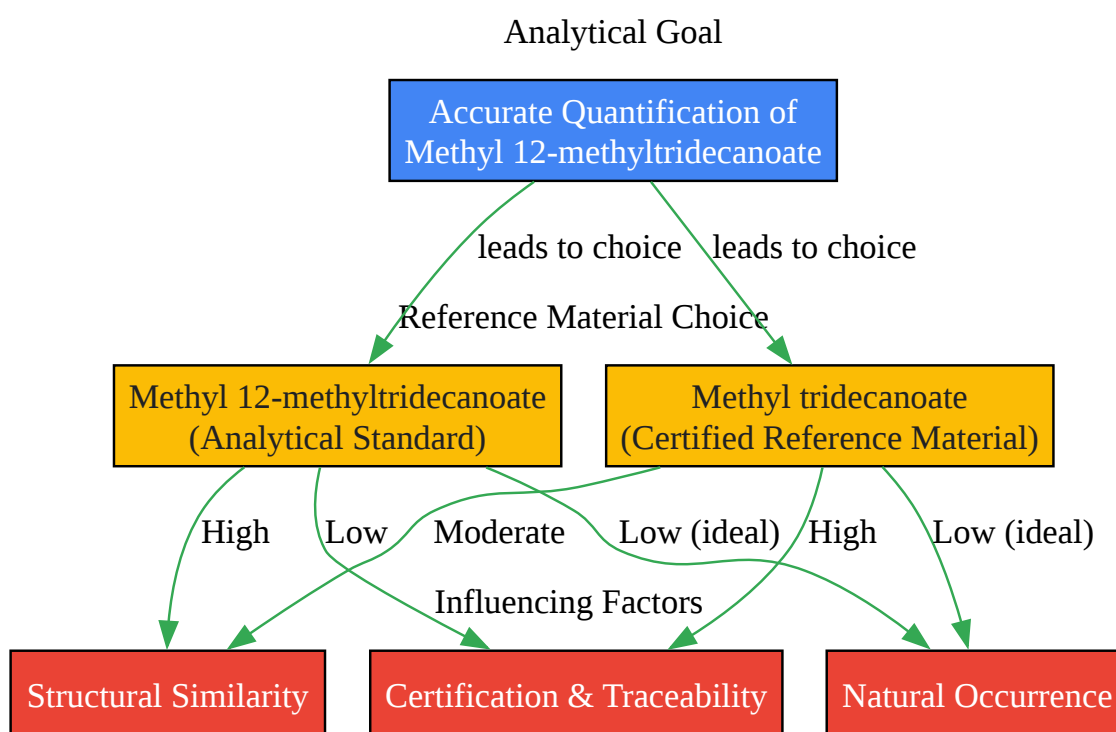 Analytical Goal
Accurate Quantification of
Methyl 12-methyltridecanoate
leads to choice
leads to choice
Reference Material Choice
Methyl 12-methyltridecanoate
(Analytical Standard)
Methyl tridecanoate
(Certified Reference Material)
High
Low
Moderate
Low (ideal)
High
Low (ideal)
Influencing Factors
Structural Similarity
Certification & Traceability
Natural Occurrence